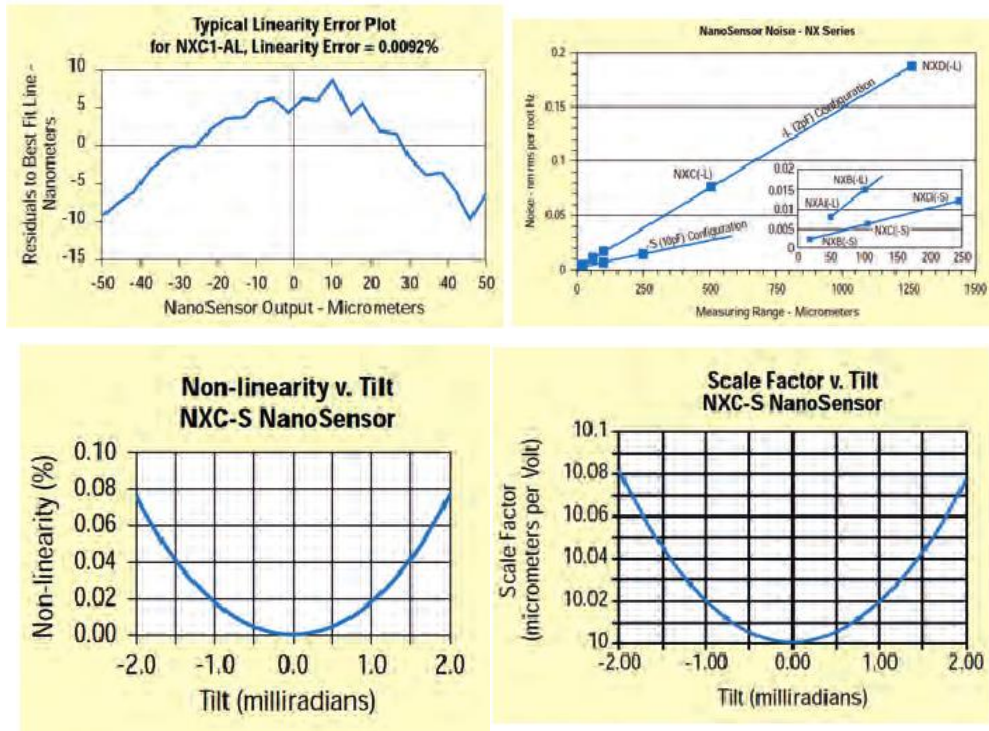 Typical Linearity Error Plot
for NXC1-AL, Linearity Error = 0.0092%
Residuals to Best Fit Line -
Nanometers
10
5
0
-5
-10
-15
-50 -40 -30 -20 -10 0 10 20 30 40 50
NanoSensor Output - Micrometers
NanoSensor Noise - NX Series
Noise - nm rms per root Hz
0.2
0.15
0.1
0.05
0
NXD(-L)
-L (2pF) Configuration
NXC(-L)
-S (10pF) Configuration
0.02
0.015
0.01
0.005
0
NXB(-L)
NXA(-L)
NXD(-S)
NXC(-S)
NXB(-S)
0 50 100 150 200 250
0 250 500 750 1000 1250 1500
Measuring Range - Micrometers
Non-linearity v. Tilt
NXC-S NanoSensor
Non-linearity (%)
0.10
0.08
0.06
0.04
0.02
0.00
-2.0 -1.0 0.0 1.0 2.0
Tilt (milliradians)
Scale Factor v. Tilt
NXC-S NanoSensor
Scale Factor
(micrometers per Volt)
10.1
10.08
10.06
10.04
10.02
10
-2.00 -1.00 0.00 1.00 2.00
Tilt (milliradians)